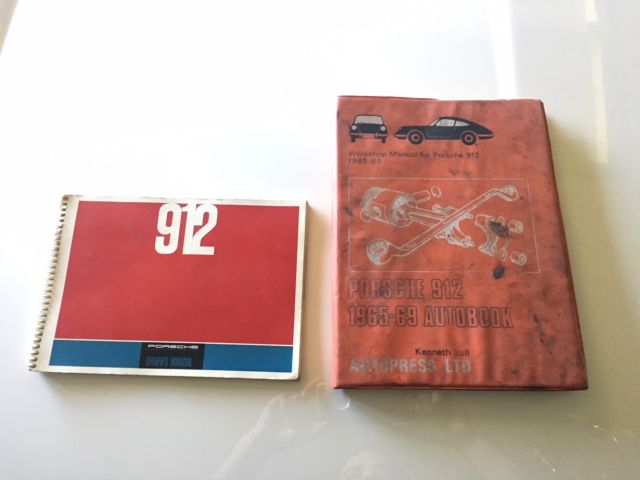 912
PORSCHE
DRIVER'S MANUAL
Workshop Manual for Porsche 912
1965-69
PORSCHE 912
1965-69 AUTOBOOK
Kenneth Ball
AUTOPRESS LTD